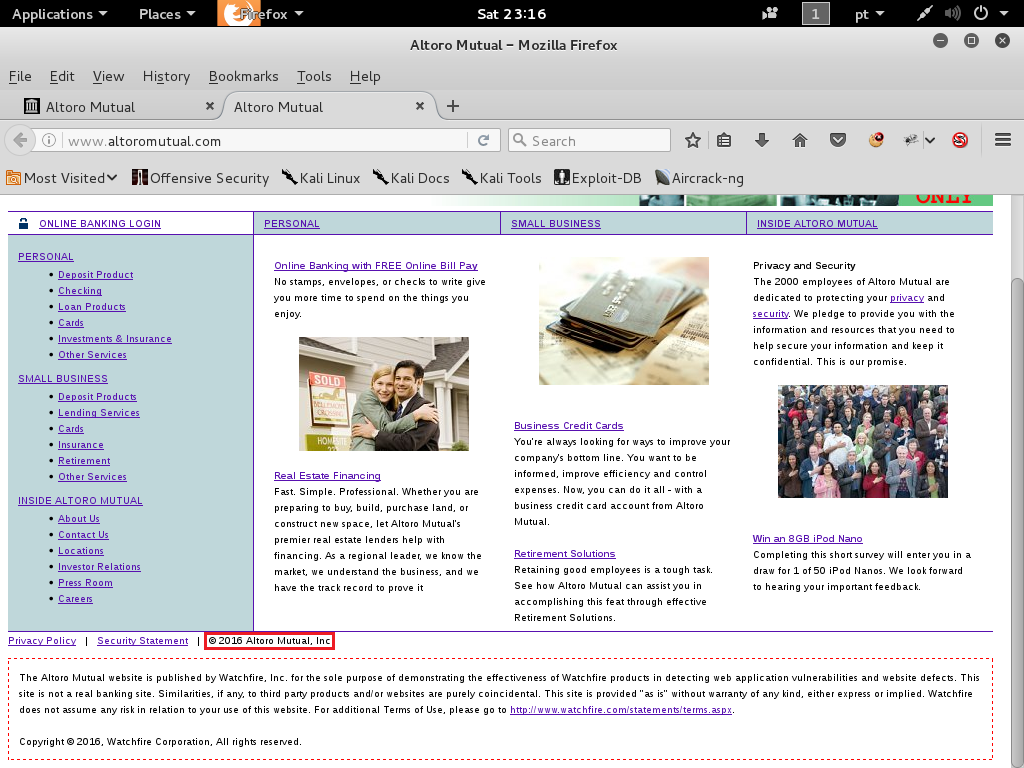 Applications Places Firefox Sat 23:16 1 pt
Altoro Mutual – Mozilla Firefox
File Edit View History Bookmarks Tools Help
Altoro Mutual Altoro Mutual
www.altoromutual.com Search
Most Visited Offensive Security Kali Linux Kali Docs Kali Tools Exploit-DB Aircrack-ng
ONLY
ONLINE BANKING LOGIN PERSONAL SMALL BUSINESS INSIDE ALTORO MUTUAL
PERSONAL
• Deposit Product
• Checking
• Loan Products
• Cards
• Investments & Insurance
• Other Services
SMALL BUSINESS
• Deposit Products
• Lending Services
• Cards
• Insurance
• Retirement
• Other Services
INSIDE ALTORO MUTUAL
• About Us
• Contact Us
• Locations
• Investor Relations
• Press Room
• Careers
Online Banking with FREE Online Bill Pay
No stamps, envelopes, or checks to write give
you more time to spend on the things you
enjoy.
SOLD
HOMESITE
Real Estate Financing
Fast. Simple. Professional. Whether you are
preparing to buy, build, purchase land, or
construct new space, let Altoro Mutual's
premier real estate lenders help with
financing. As a regional leader, we know the
market, we understand the business, and we
have the track record to prove it
Business Credit Cards
You're always looking for ways to improve your
company's bottom line. You want to be
informed, improve efficiency and control
expenses. Now, you can do it all - with a
business credit card account from Altoro
Mutual.
Retirement Solutions
Retaining good employees is a tough task.
See how Altoro Mutual can assist you in
accomplishing this feat through effective
Retirement Solutions.
Privacy and Security
The 2000 employees of Altoro Mutual are
dedicated to protecting your privacy and
security. We pledge to provide you with the
information and resources that you need to
help secure your information and keep it
confidential. This is our promise.
Win an 8GB iPod Nano
Completing this short survey will enter you in a
draw for 1 of 50 iPod Nanos. We look forward
to hearing your important feedback.
Privacy Policy | Security Statement | © 2016 Altoro Mutual, Inc
The Altoro Mutual website is published by Watchfire, Inc. for the sole purpose of demonstrating the effectiveness of Watchfire products in detecting web application vulnerabilities and website defects. This
site is not a real banking site. Similarities, if any, to third party products and/or websites are purely coincidental. This site is provided "as is" without warranty of any kind, either express or implied. Watchfire
does not assume any risk in relation to your use of this website. For additional Terms of Use, please go to http://www.watchfire.com/statements/terms.aspx.
Copyright © 2016, Watchfire Corporation, All rights reserved.